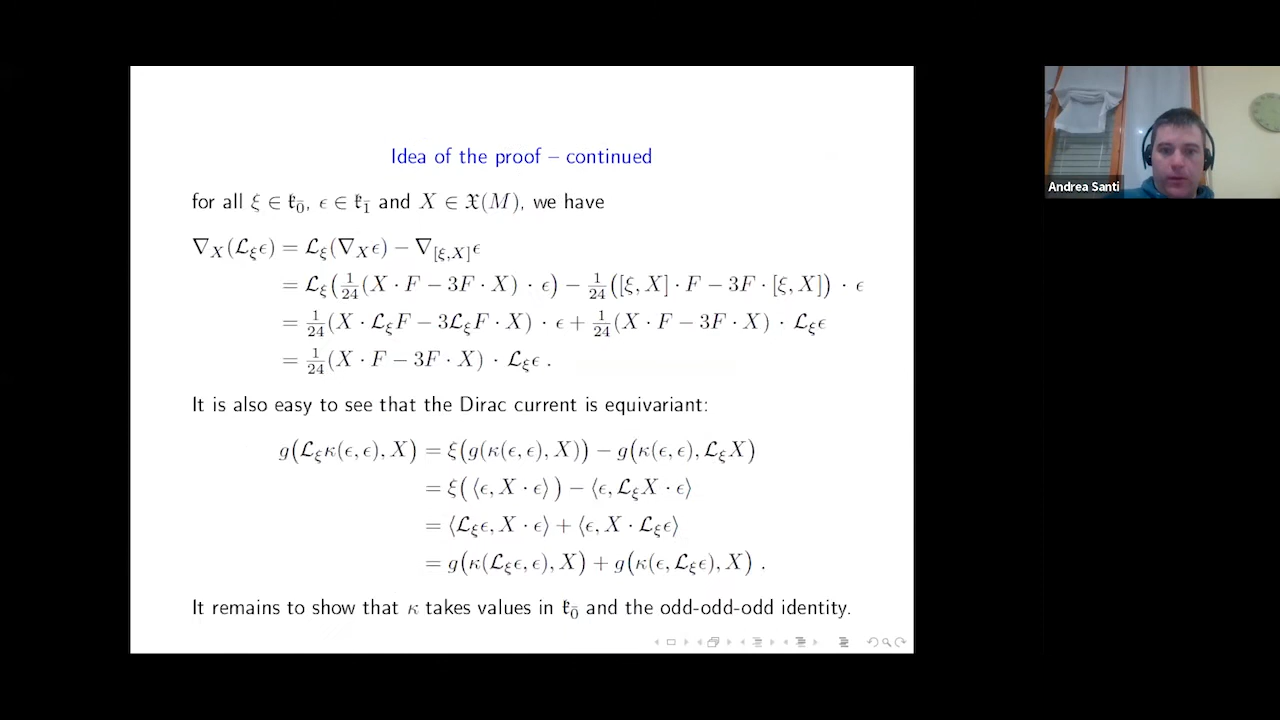 Idea of the proof – continued
for all ξ ∈ 𝔨_0̄, ϵ ∈ 𝔨_1̄ and X ∈ 𝔛(M), we have
∇_X(ℒ_ξϵ) = ℒ_ξ(∇_Xϵ) − ∇_{[ξ,X]}ϵ
= ℒ_ξ(1/24(X · F − 3F · X) · ϵ) − 1/24([ξ, X] · F − 3F · [ξ, X]) · ϵ
= 1/24(X · ℒ_ξF − 3ℒ_ξF · X) · ϵ + 1/24(X · F − 3F · X) · ℒ_ξϵ
= 1/24(X · F − 3F · X) · ℒ_ξϵ .
It is also easy to see that the Dirac current is equivariant:
g(ℒ_ξκ(ϵ, ϵ), X) = ξ(g(κ(ϵ, ϵ), X)) − g(κ(ϵ, ϵ), ℒ_ξX)
= ξ(⟨ϵ, X · ϵ⟩) − ⟨ϵ, ℒ_ξX · ϵ⟩
= ⟨ℒ_ξϵ, X · ϵ⟩ + ⟨ϵ, X · ℒ_ξϵ⟩
= g(κ(ℒ_ξϵ, ϵ), X) + g(κ(ϵ, ℒ_ξϵ), X) .
It remains to show that κ takes values in 𝔨_0̄ and the odd-odd-odd identity.
Andrea Santi